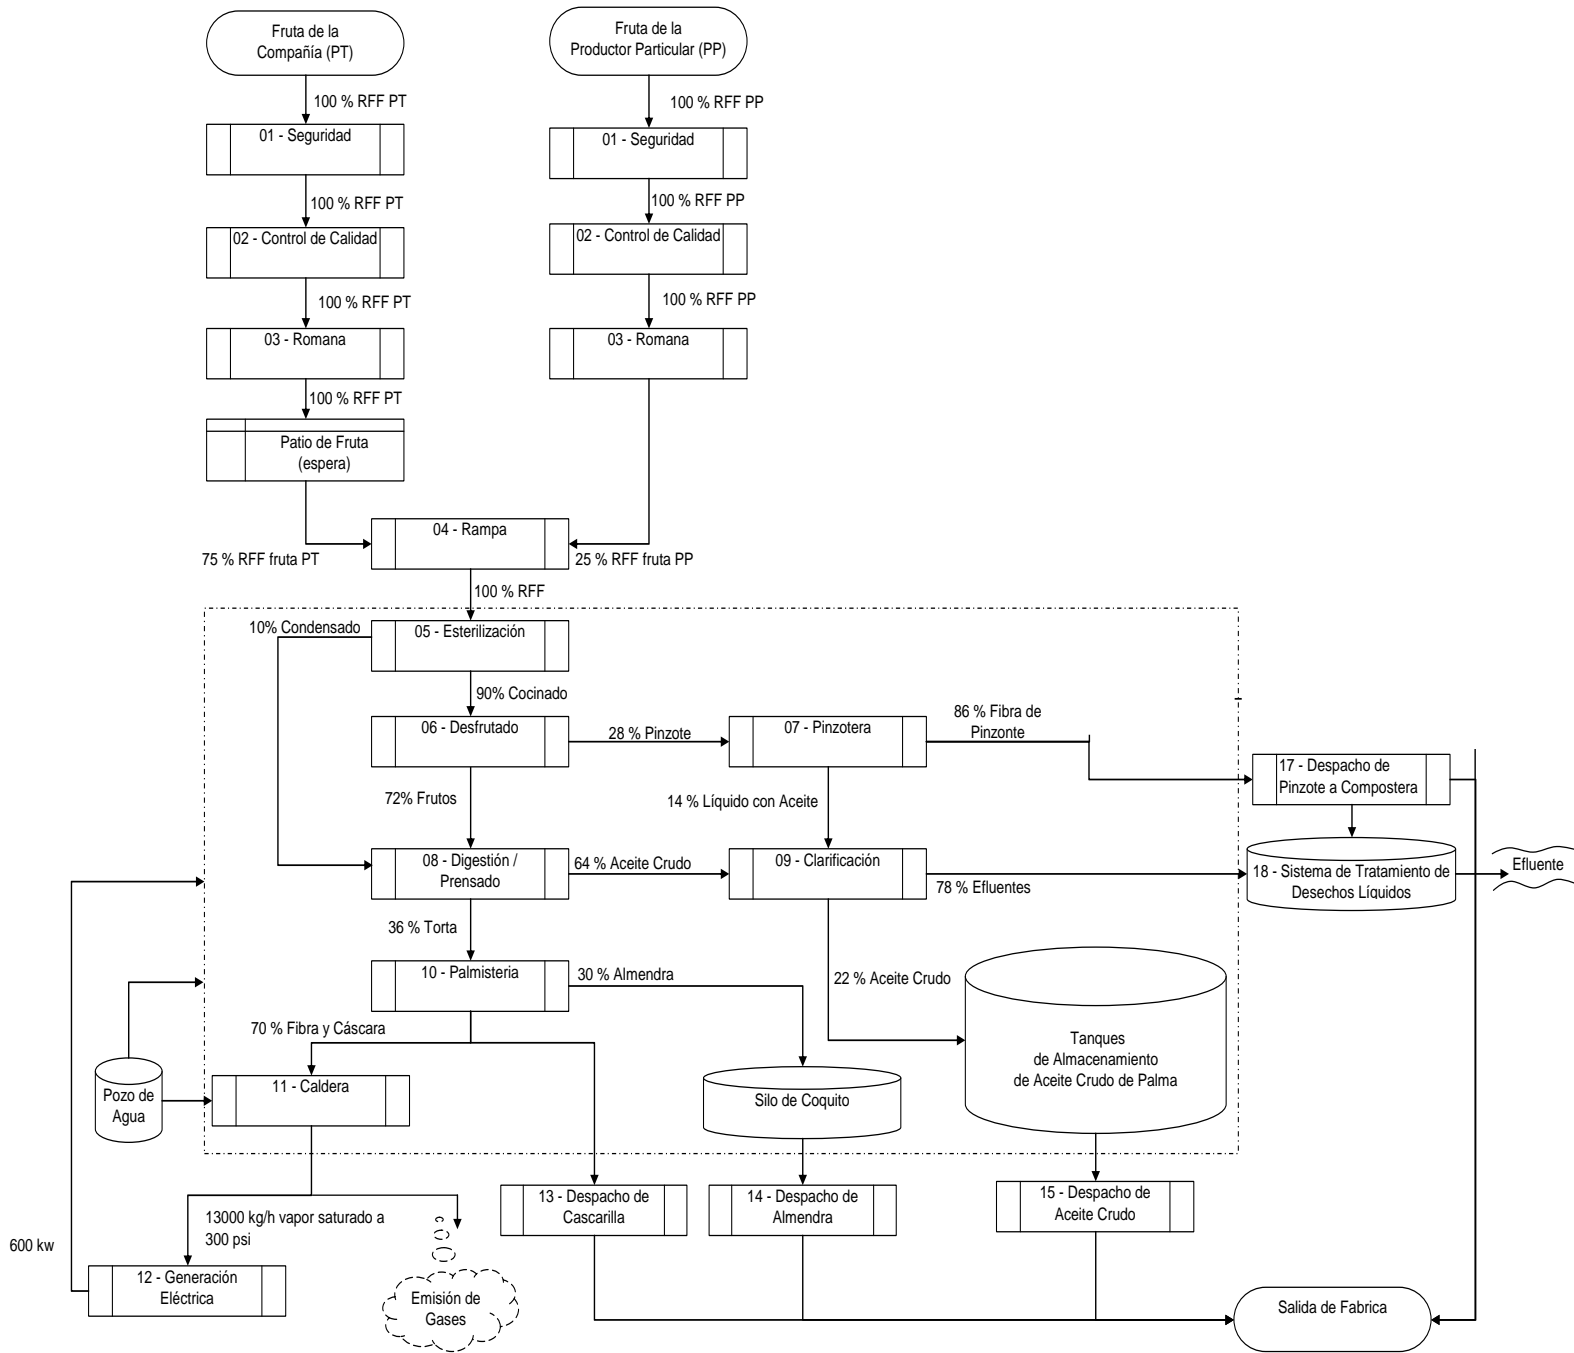 Fruta de la
Compañía (PT)
Fruta de la
Productor Particular (PP)
100 % RFF PT
100 % RFF PP
01 - Seguridad
01 - Seguridad
100 % RFF PT
100 % RFF PP
02 - Control de Calidad
02 - Control de Calidad
100 % RFF PT
100 % RFF PP
03 - Romana
03 - Romana
100 % RFF PT
Patio de Fruta
(espera)
04 - Rampa
75 % RFF fruta PT
25 % RFF fruta PP
100 % RFF
10% Condensado
05 - Esterilización
90% Cocinado
06 - Desfrutado
28 % Pinzote
07 - Pinzotera
86 % Fibra de
Pinzonte
17 - Despacho de
Pinzote a Compostera
72% Frutos
14 % Líquido con Aceite
08 - Digestión /
Prensado
64 % Aceite Crudo
09 - Clarificación
78 % Efluentes
18 - Sistema de Tratamiento de
Desechos Líquidos
Efluente
36 % Torta
10 - Palmisteria
30 % Almendra
22 % Aceite Crudo
70 % Fibra y Cáscara
Tanques
de Almacenamiento
de Aceite Crudo de Palma
Pozo de
Agua
11 - Caldera
Silo de Coquito
13 - Despacho de
Cascarilla
14 - Despacho de
Almendra
15 - Despacho de
Aceite Crudo
13000 kg/h vapor saturado a
300 psi
600 kw
12 - Generación
Eléctrica
Emisión de
Gases
Salida de Fabrica